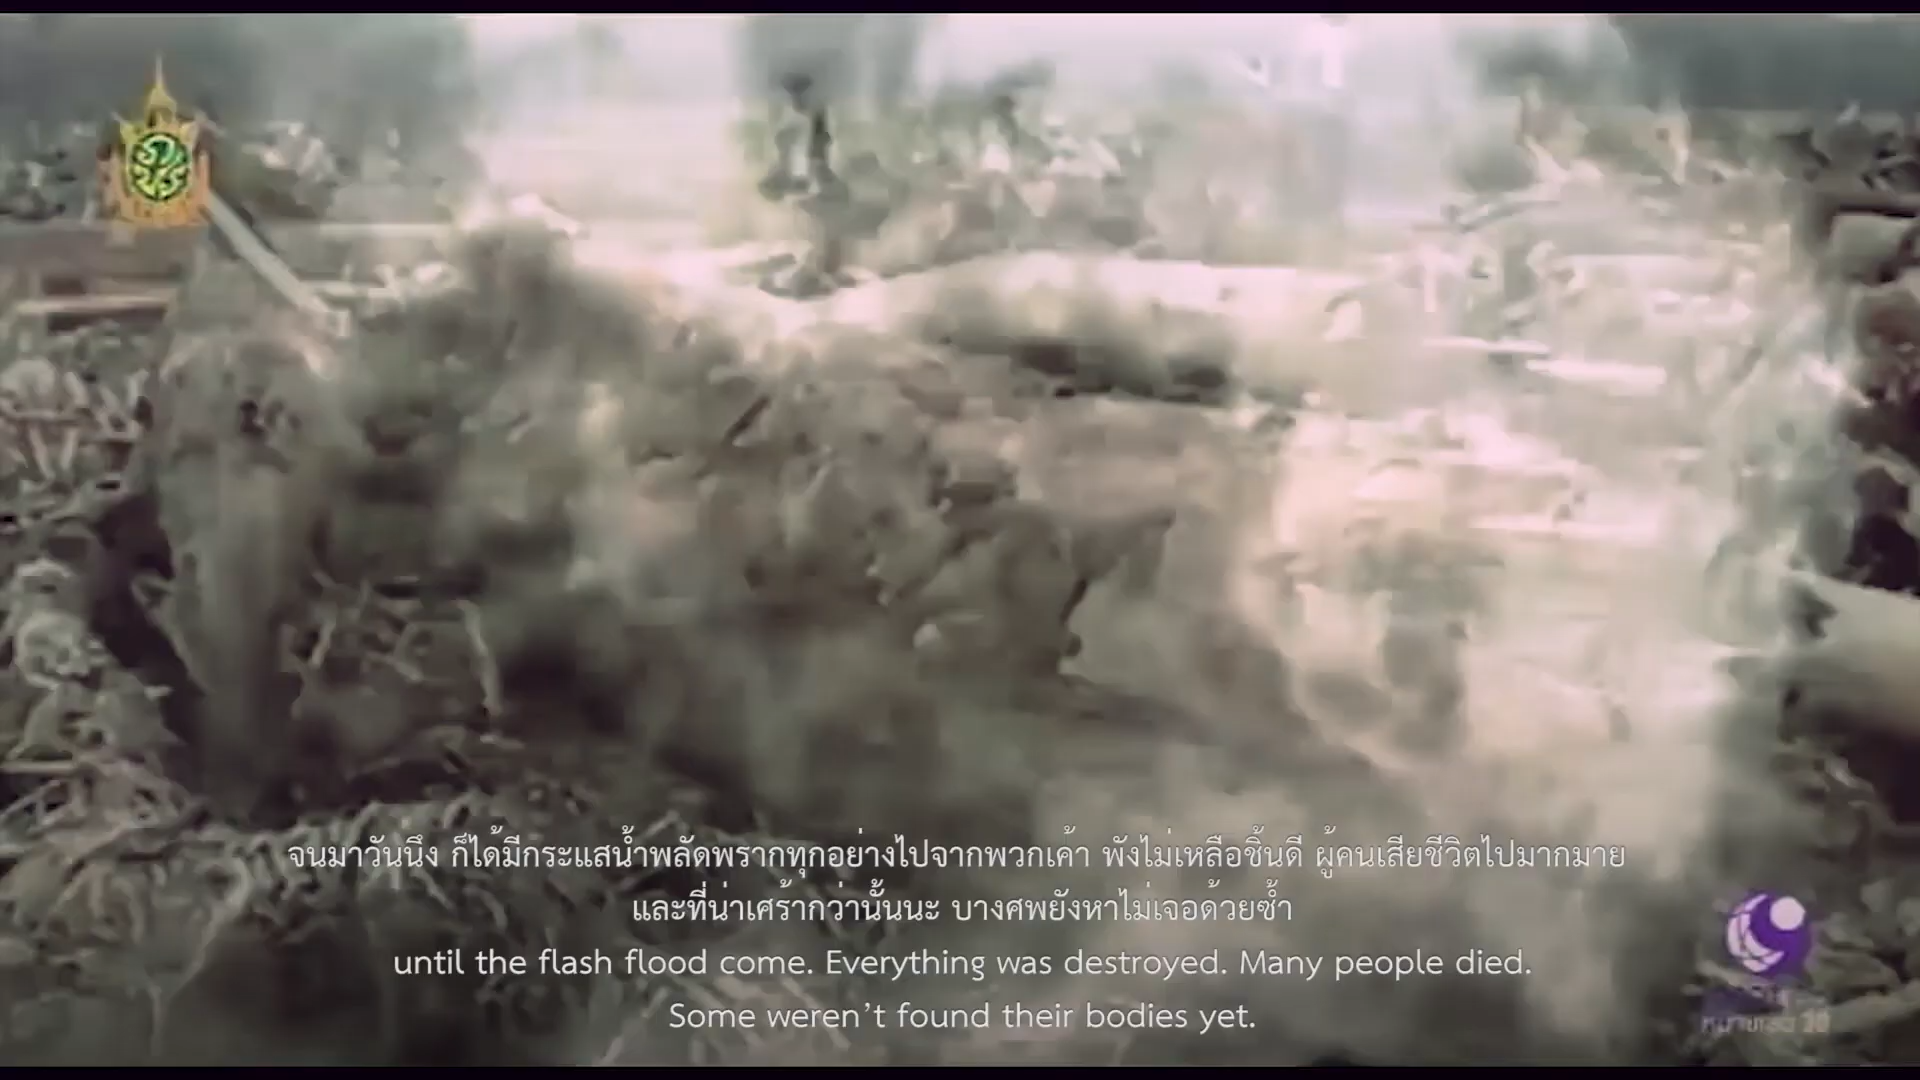 จนมาวันนึง ก็ได้มีกระแสน้ำพลัดพรากทุกอย่างไปจากพวกเค้า พังไม่เหลือชิ้นดี ผู้คนเสียชีวิตไปมากมาย
และที่น่าเศร้ากว่านั้นนะ บางศพยังหาไม่เจอด้วยซ้ำ
until the flash flood come. Everything was destroyed. Many people died.
Some weren't found their bodies yet.